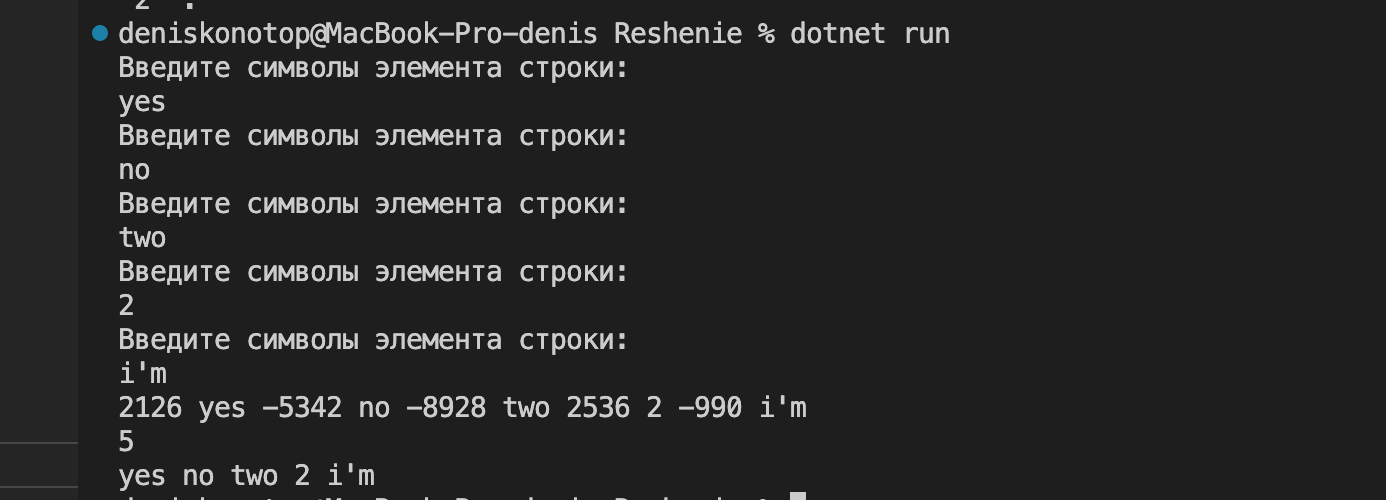 deniskonotop@MacBook-Pro-denis Reshenie % dotnet run
Введите символы элемента строки:
yes
Введите символы элемента строки:
no
Введите символы элемента строки:
two
Введите символы элемента строки:
2
Введите символы элемента строки:
i'm
2126 yes -5342 no -8928 two 2536 2 -990 i'm
5
yes no two 2 i'm